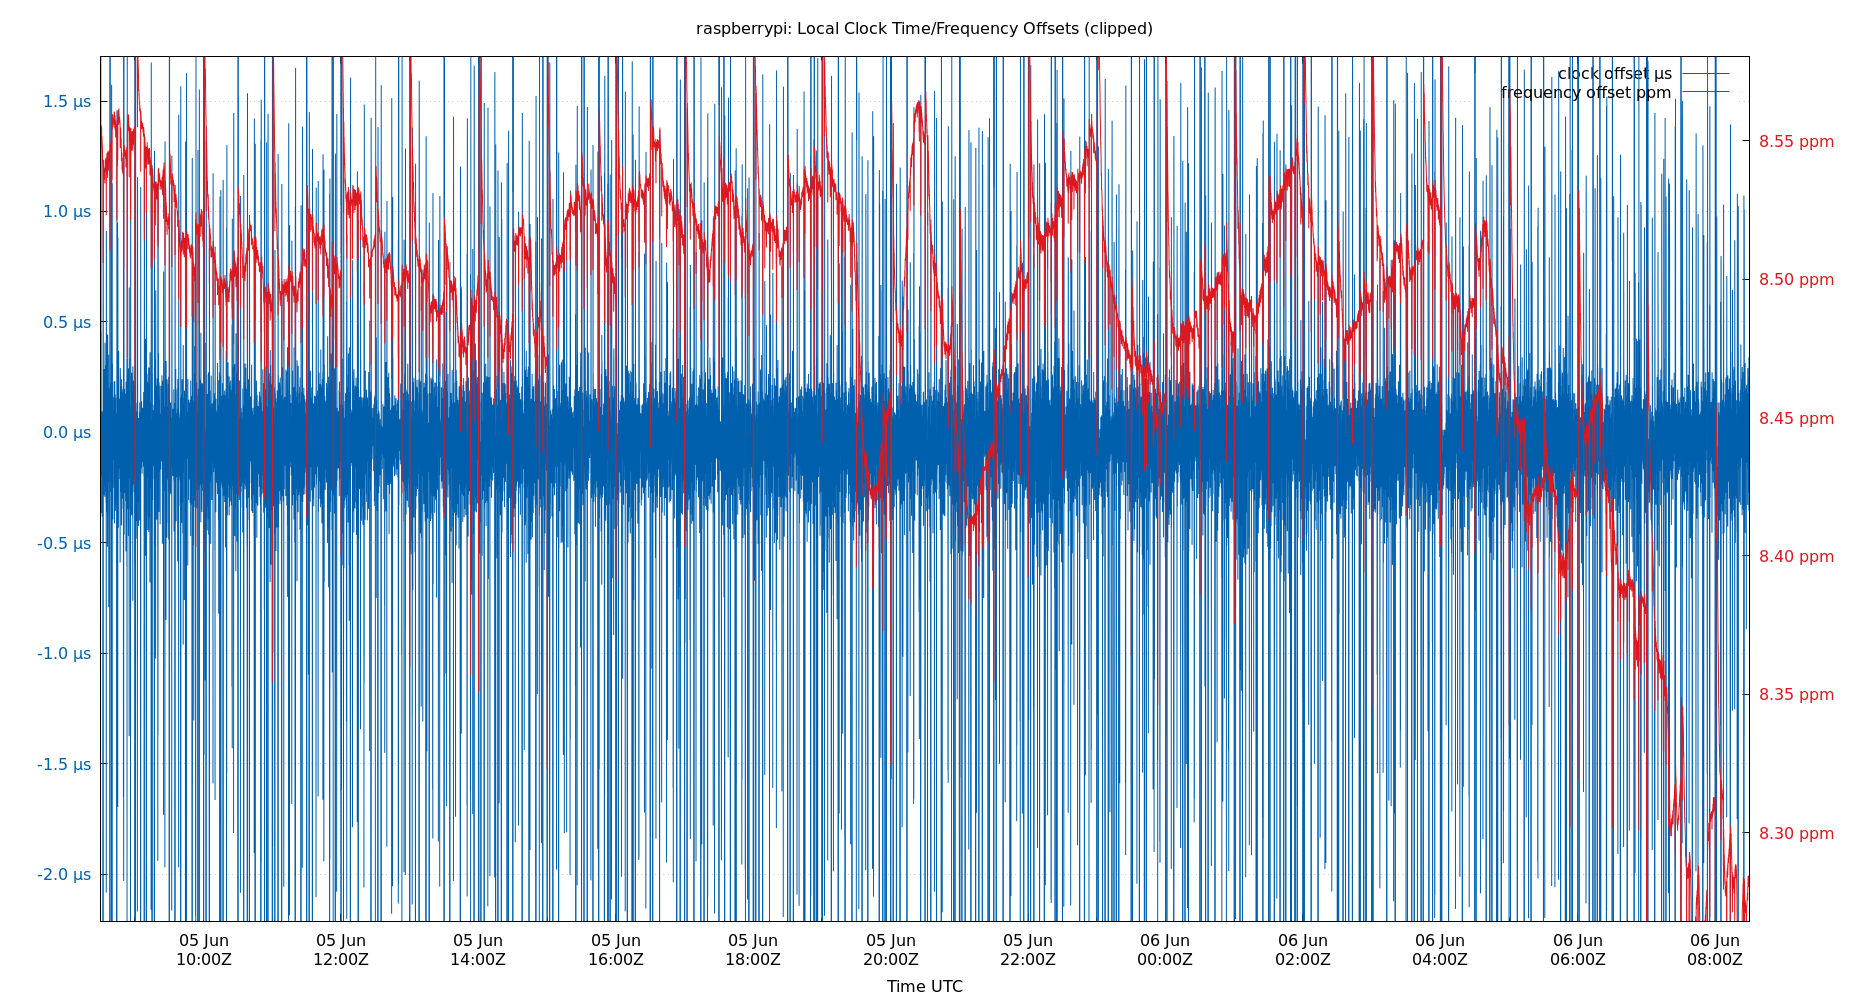 raspberrypi: Local Clock Time/Frequency Offsets (clipped)
clock offset µs
frequency offset ppm
1.5 µs
1.0 µs
0.5 µs
0.0 µs
-0.5 µs
-1.0 µs
-1.5 µs
-2.0 µs
8.55 ppm
8.50 ppm
8.45 ppm
8.40 ppm
8.35 ppm
8.30 ppm
05 Jun 05 Jun 05 Jun 05 Jun 05 Jun 05 Jun 05 Jun 06 Jun 06 Jun 06 Jun 06 Jun 06 Jun
10:00Z 12:00Z 14:00Z 16:00Z 18:00Z 20:00Z 22:00Z 00:00Z 02:00Z 04:00Z 06:00Z 08:00Z
Time UTC